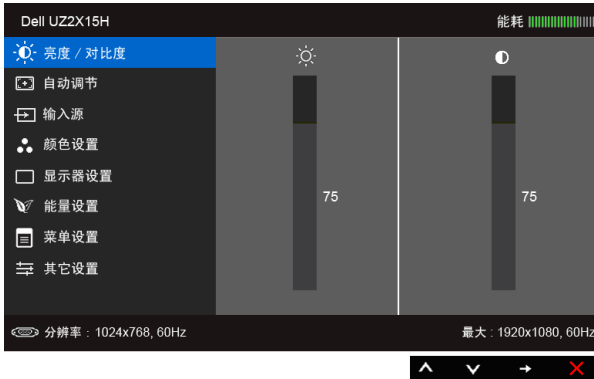 Dell UZ2X15H
能耗
亮度 / 对比度
自动调节
输入源
颜色设置
显示器设置
能量设置
菜单设置
其它设置
75
75
分辨率 : 1024x768, 60Hz
最大 : 1920x1080, 60Hz